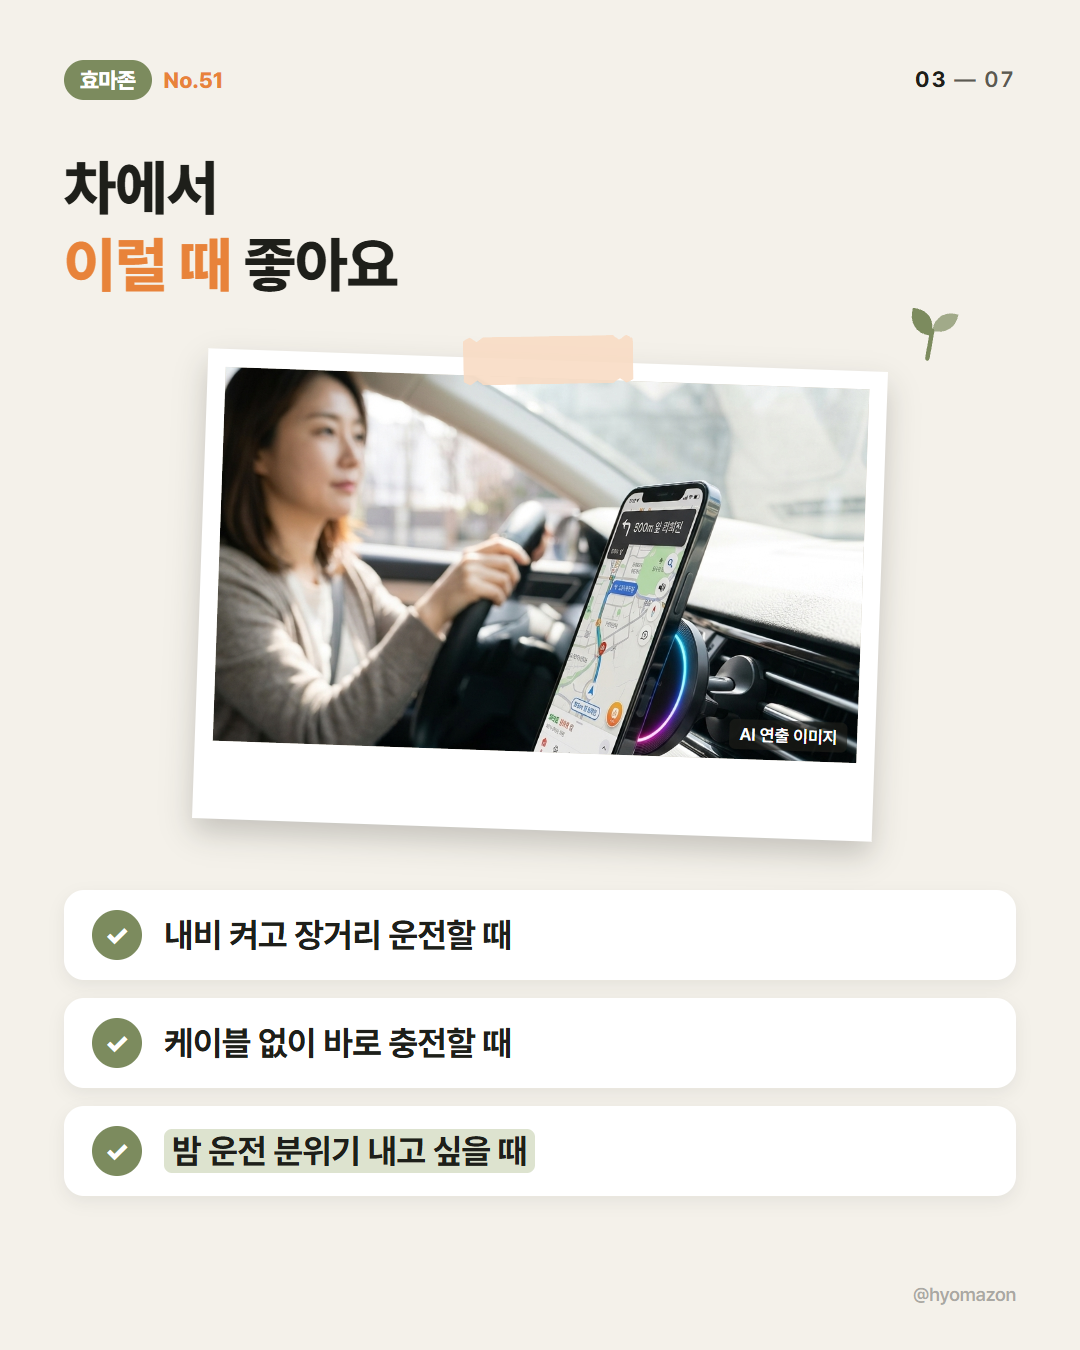 효마존 No.51
03 — 07
차에서
이럴 때 좋아요
AI 연출 이미지
내비 켜고 장거리 운전할 때
케이블 없이 바로 충전할 때
밤 운전 분위기 내고 싶을 때
@hyomazon